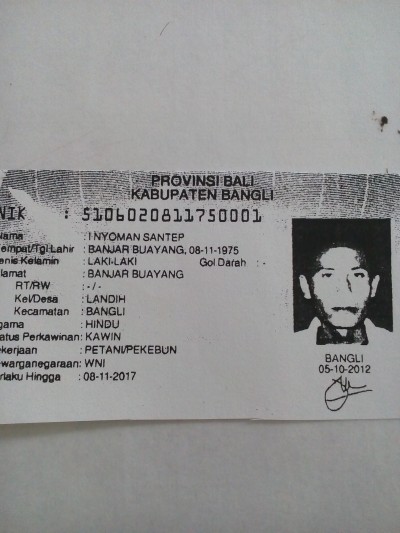 PROVINSI BALI
KABUPATEN BANGLI
NIK : 5106020811750001
Nama : I NYOMAN SANTEP
empat/Tgl Lahir : BANJAR BUAYANG, 08-11-1975
enis Kelamin : LAKI-LAKI Gol Darah : -
lamat : BANJAR BUAYANG
RT/RW : -/-
Kel/Desa : LANDIH
Kecamatan : BANGLI
gama : HINDU
tatus Perkawinan: KAWIN
ekerjaan : PETANI/PEKEBUN
ewarganegaraan: WNI
erlaku Hingga : 08-11-2017
BANGLI
05-10-2012